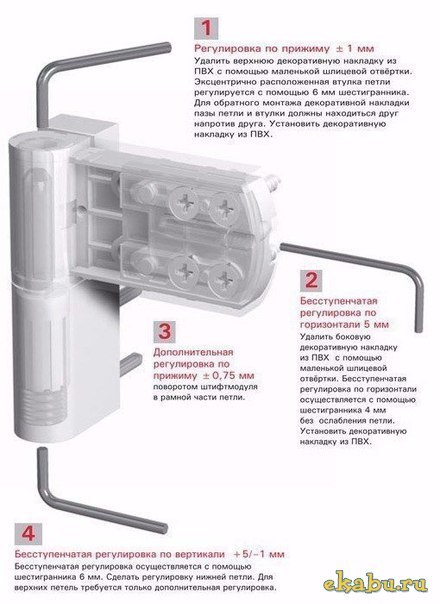 1
Регулировка по прижиму ± 1 мм
Удалить верхнюю декоративную накладку из
ПВХ с помощью маленькой шлицевой отвёртки.
Эксцентрично расположенная втулка петли
регулируется с помощью 6 мм шестигранника.
Для обратного монтажа декоративной накладки
пазы петли и втулки должны находиться друг
напротив друга. Установить декоративную
накладку из ПВХ.
2
Бесступенчатая
регулировка по
горизонтали 5 мм
Удалить боковую
декоративную накладку
из ПВХ с помощью
маленькой шлицевой
отвёртки. Бесступенчатая
регулировка по горизонтали
осуществляется с помощью
шестигранника 4 мм
без ослабления петли.
Установить декоративную
накладку из ПВХ.
3
Дополнительная
регулировка по
прижиму ± 0,75 мм
поворотом штифтмодуля
в рамной части петли.
4
Бесступенчатая регулировка по вертикали +5/−1 мм
Бесступенчатая регулировка осуществляется с помощью
шестигранника 6 мм. Сделать регулировку нижней петли. Для
верхних петель требуется только дополнительная регулировка.
ekabu.ru